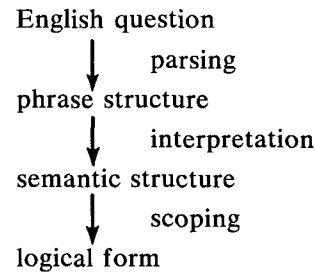 English question
parsing
phrase structure
interpretation
semantic structure
scoping
logical form